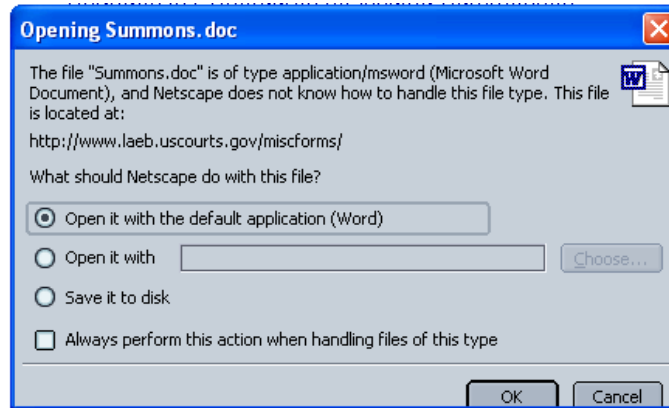 Opening Summons.doc
The file "Summons.doc" is of type application/msword (Microsoft Word
Document), and Netscape does not know how to handle this file type. This file
is located at:
http://www.laeb.uscourts.gov/miscforms/
What should Netscape do with this file?
Open it with the default application (Word)
Open it with
Choose...
Save it to disk
Always perform this action when handling files of this type
OK
Cancel